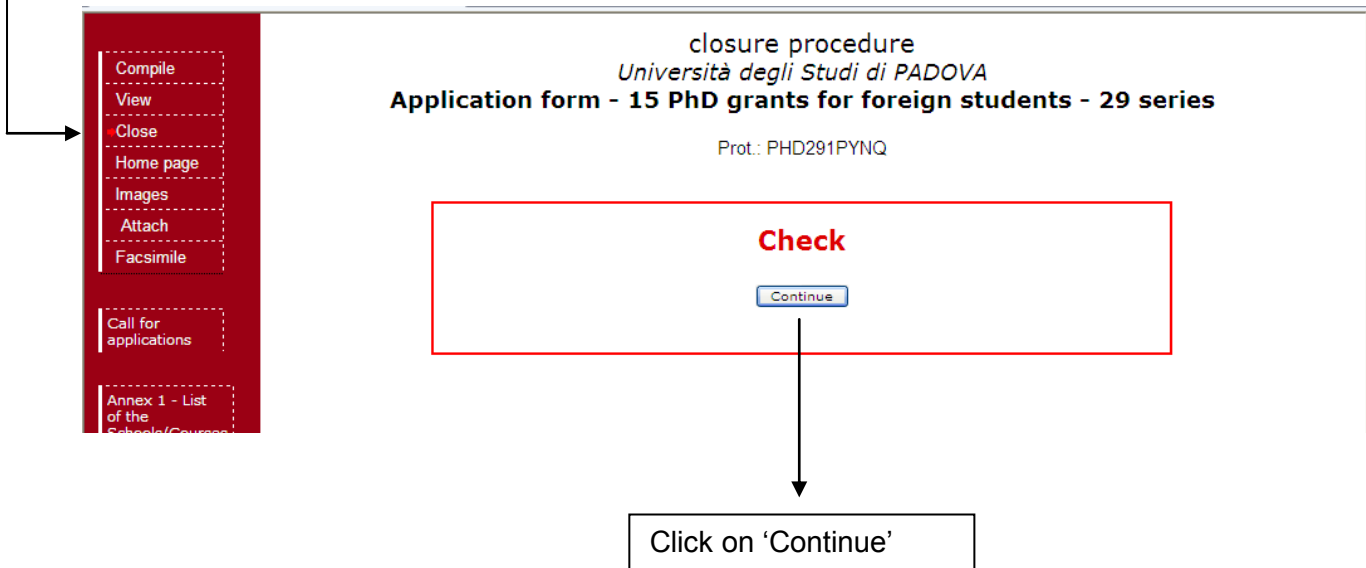 Compile
View
Close
Home page
Images
Attach
Facsimile
Call for
applications
Annex 1 - List
of the
Schools/Courses
closure procedure
Università degli Studi di PADOVA
Application form - 15 PhD grants for foreign students - 29 series
Prot.: PHD291PYNQ
Check
Continue
Click on ‘Continue’